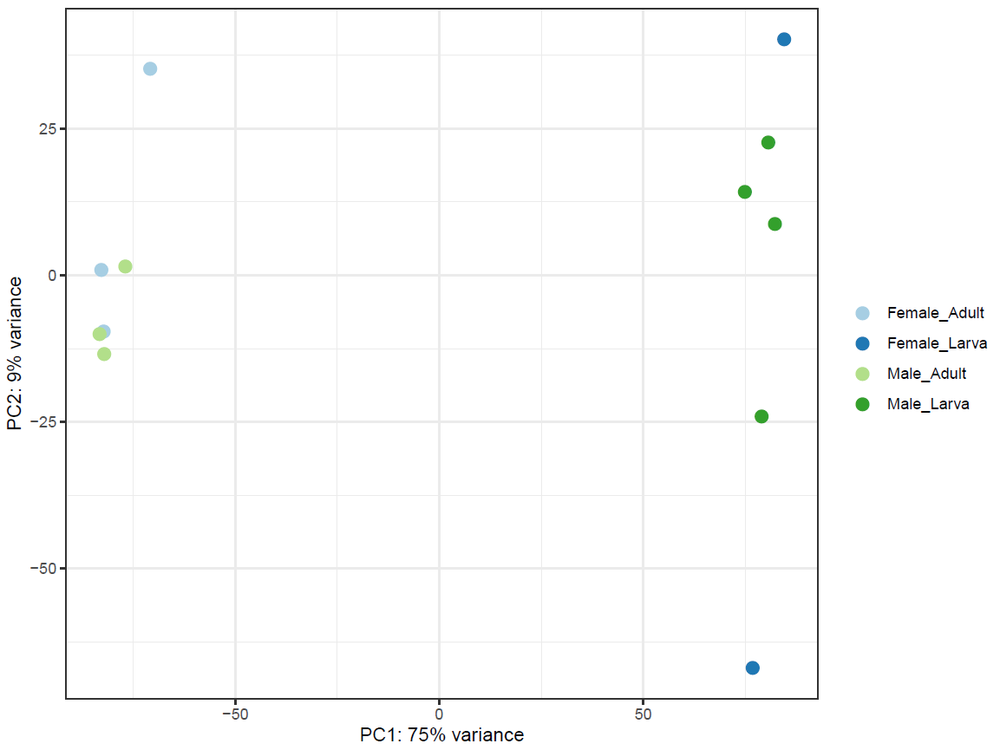 25
0
−25
−50
−50
0
50
PC1: 75% variance
PC2: 9% variance
Female_Adult
Female_Larva
Male_Adult
Male_Larva